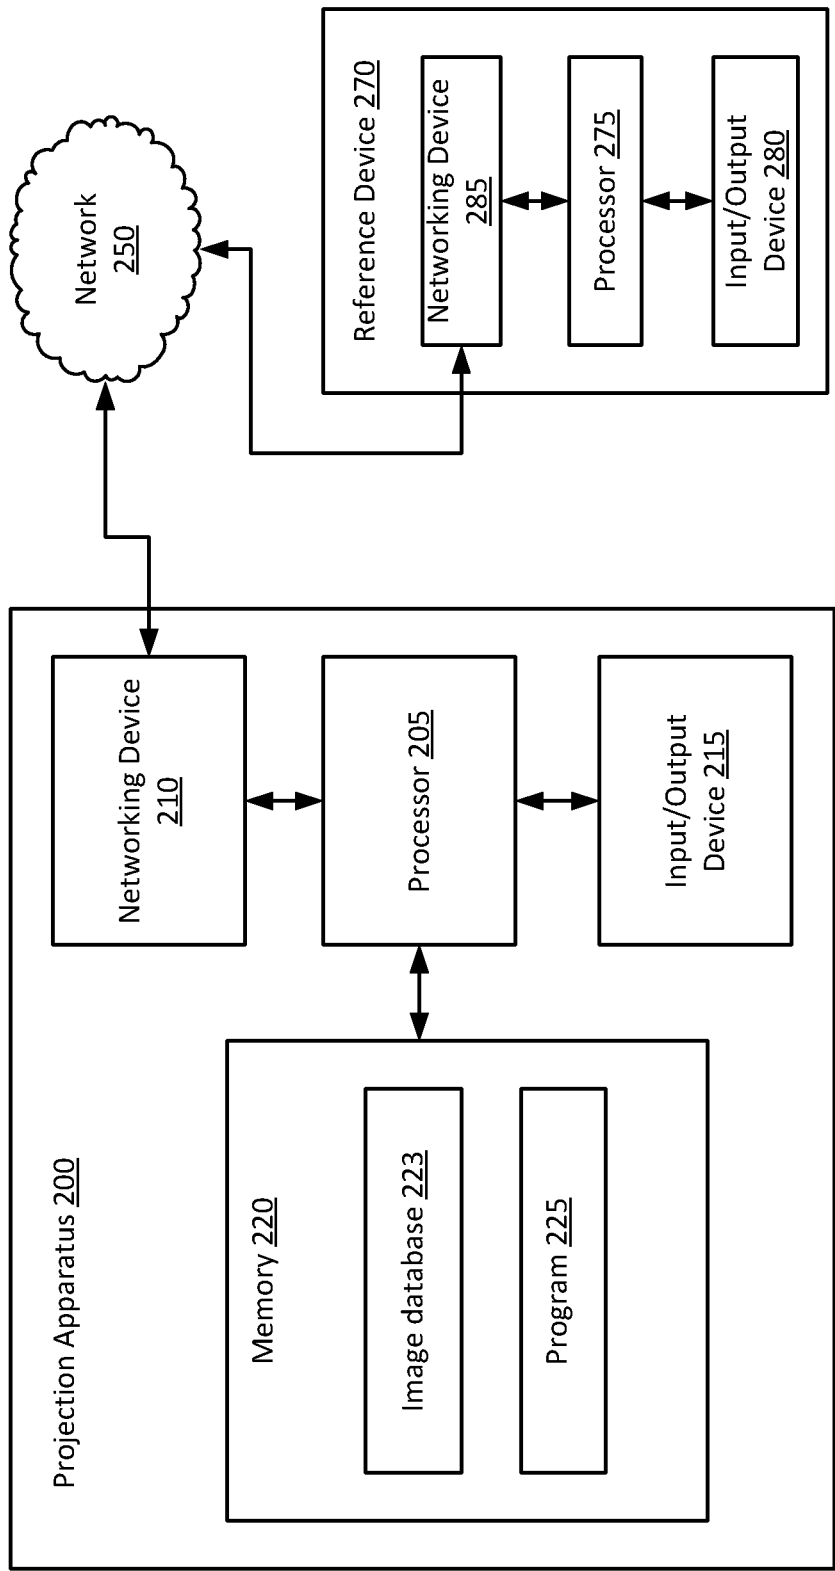 Projection Apparatus 200
Memory 220
Image database 223
Program 225
Networking Device
210
Processor 205
Input/Output
Device 215
Network
250
Reference Device 270
Networking Device
285
Processor 275
Input/Output
Device 280